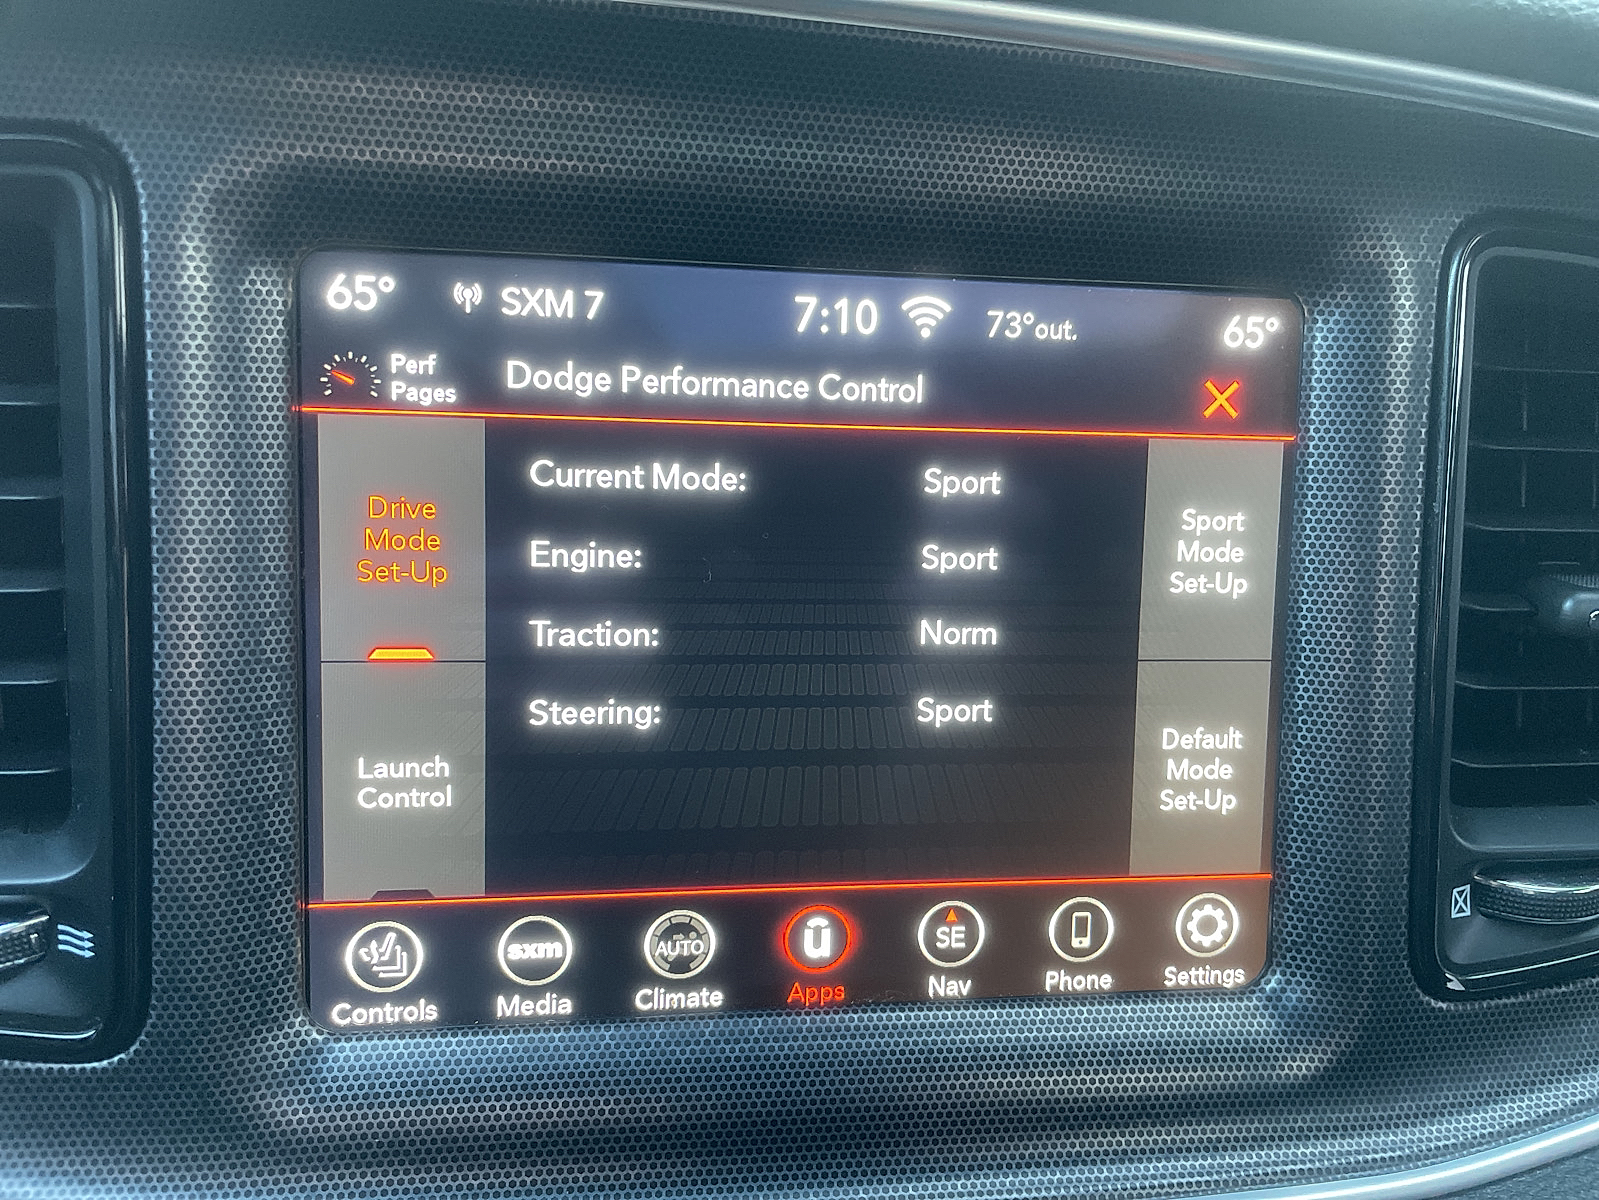 65° SXM 7 7:10 73°out. 65°
Perf
Pages
Dodge Performance Control
Drive
Mode
Set-Up
Launch
Control
Current Mode: Sport
Engine: Sport
Traction: Norm
Steering: Sport
Sport
Mode
Set-Up
Default
Mode
Set-Up
sxm AUTO SE
Controls Media Climate Apps Nav Phone Settings